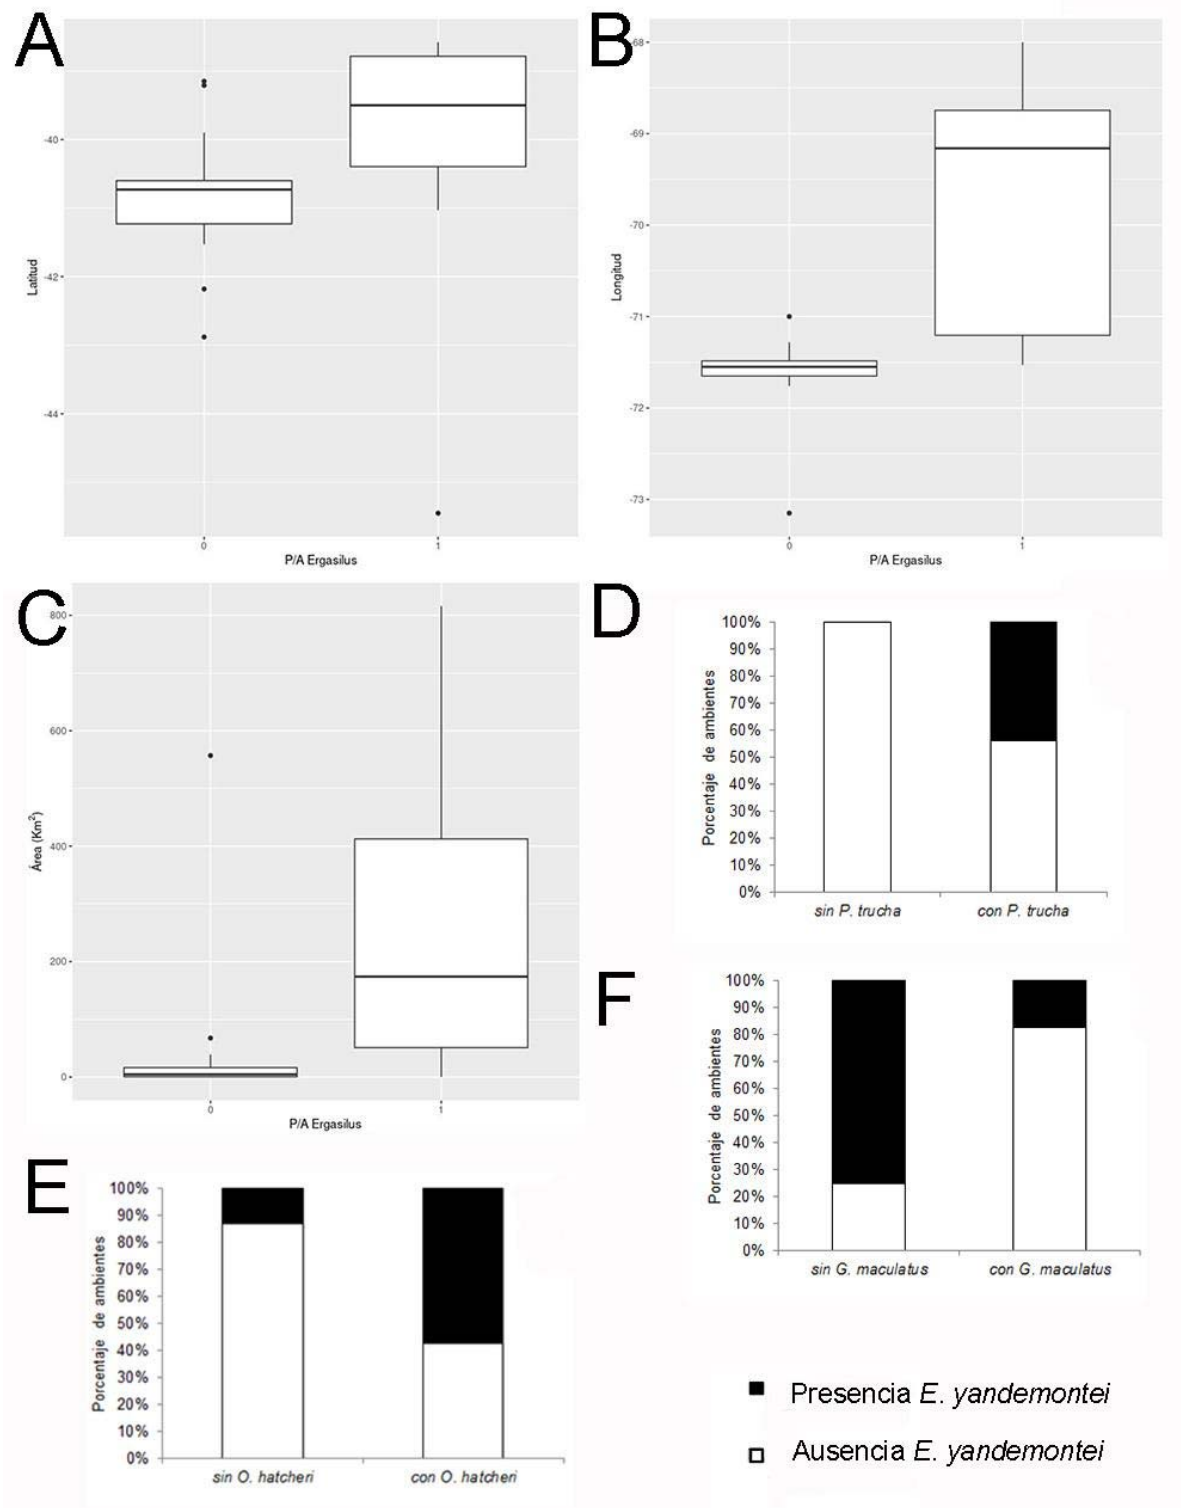 A
-40
-42
-44
Latitud
0
1
P/A Ergasilus
B
-68
-69
-70
-71
-72
-73
Longitud
0
1
P/A Ergasilus
C
800
600
400
200
0
Área (Km²)
0
1
P/A Ergasilus
D
100%
90%
80%
70%
60%
50%
40%
30%
20%
10%
0%
Porcentaje de ambientes
sin P. trucha
con P. trucha
F
100%
90%
80%
70%
60%
50%
40%
30%
20%
10%
0%
Porcentaje de ambientes
sin G. maculatus
con G. maculatus
E
100%
90%
80%
70%
60%
50%
40%
30%
20%
10%
0%
Porcentaje de ambientes
sin O. hatcheri
con O. hatcheri
Presencia E. yandemontei
Ausencia E. yandemontei